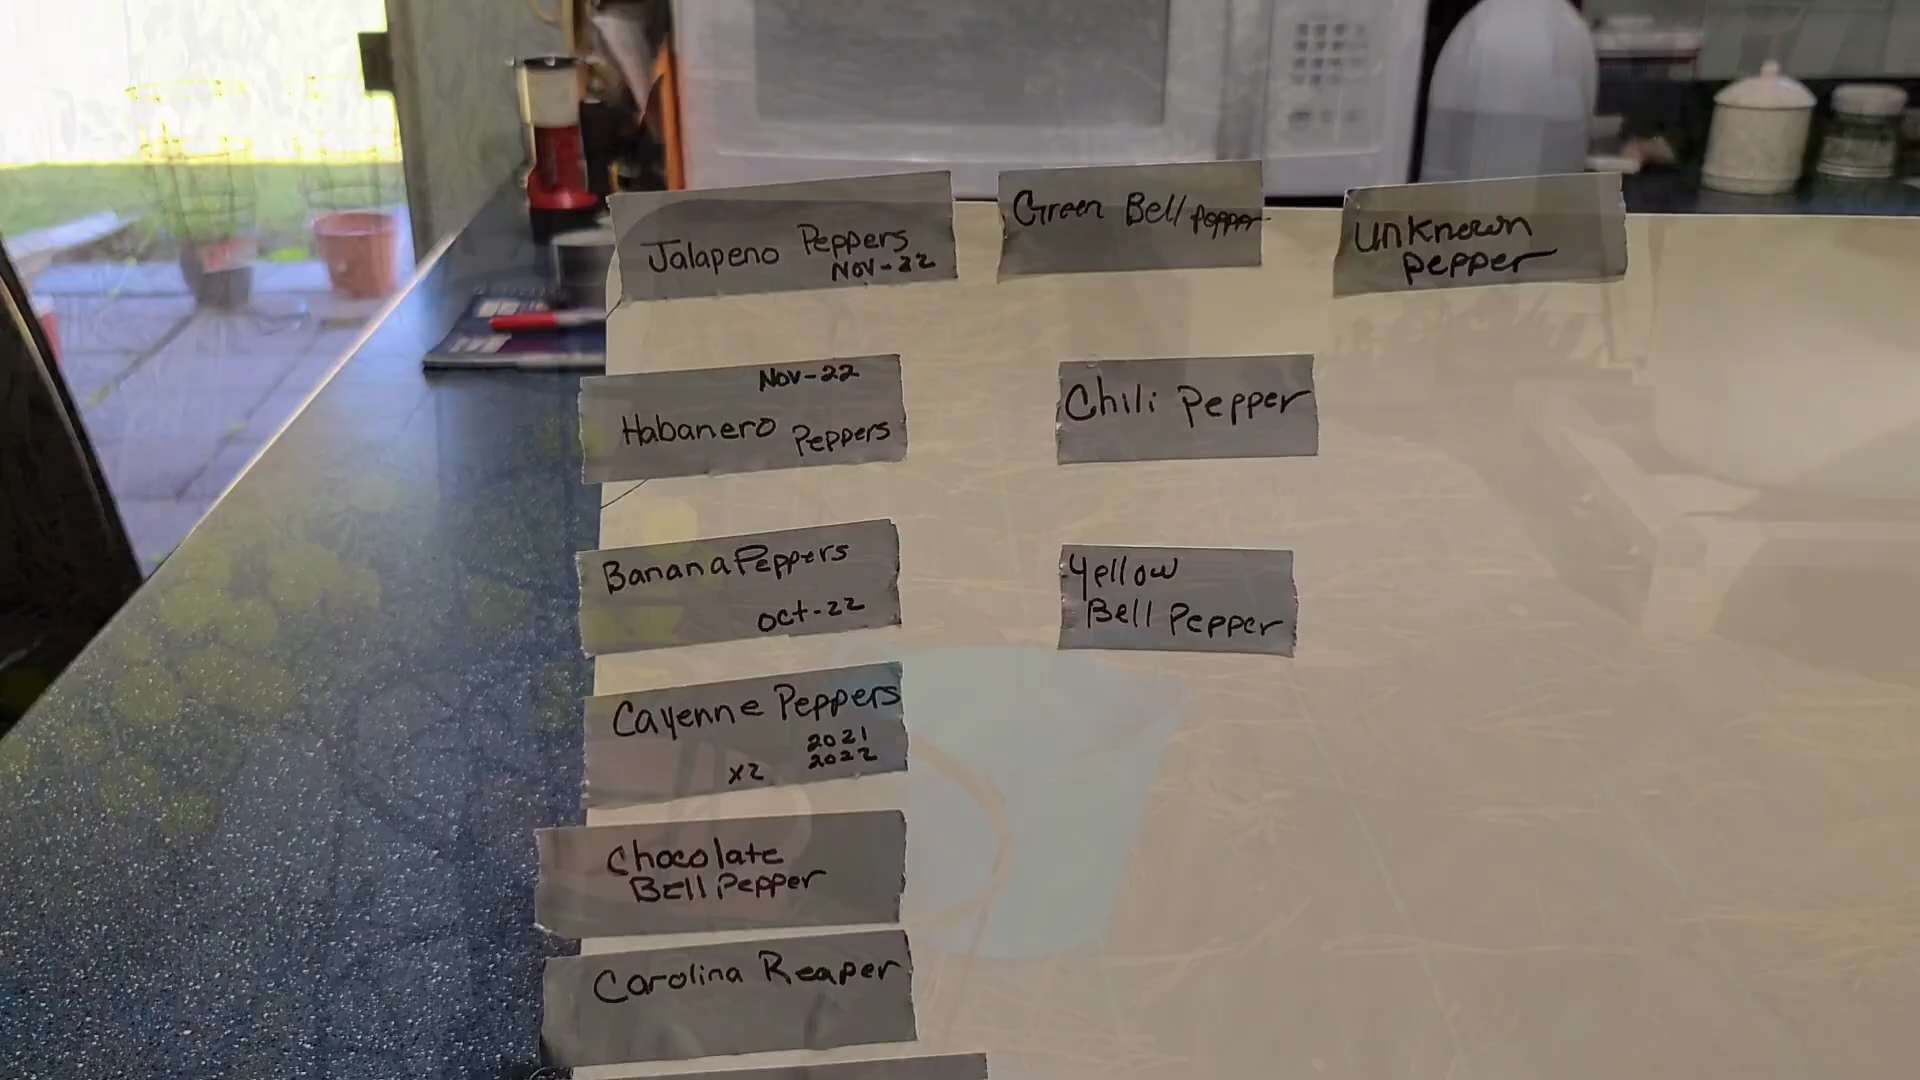 Jalapeno Peppers
Nov-22
Green Bell Pepper
Unknown
pepper
Nov-22
Habanero Peppers
Chili Pepper
Banana Peppers
Oct-22
Yellow
Bell Pepper
Cayenne Peppers
2021
x2 2022
Chocolate
Bell Pepper
Carolina Reaper